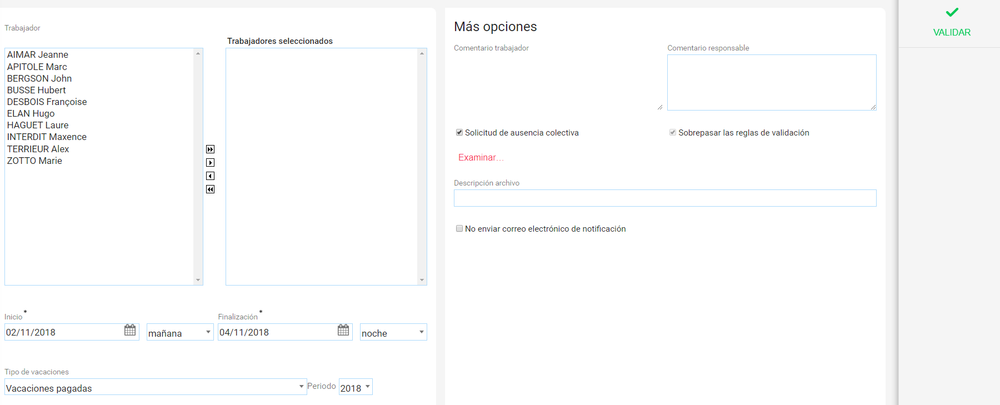 Trabajador
Trabajadores seleccionados
AIMAR Jeanne
APITOLE Marc
BERGSON John
BUSSE Hubert
DESBOIS Françoise
ELAN Hugo
HAGUET Laure
INTERDIT Maxence
TERRIEUR Alex
ZOTTO Marie
Inicio *
Finalización *
02/11/2018 mañana 04/11/2018 noche
Tipo de vacaciones
Vacaciones pagadas Periodo 2018
Más opciones
Comentario trabajador
Comentario responsable
Solicitud de ausencia colectiva
Sobrepasar las reglas de validación
Examinar...
Descripción archivo
No enviar correo electrónico de notificación
VALIDAR